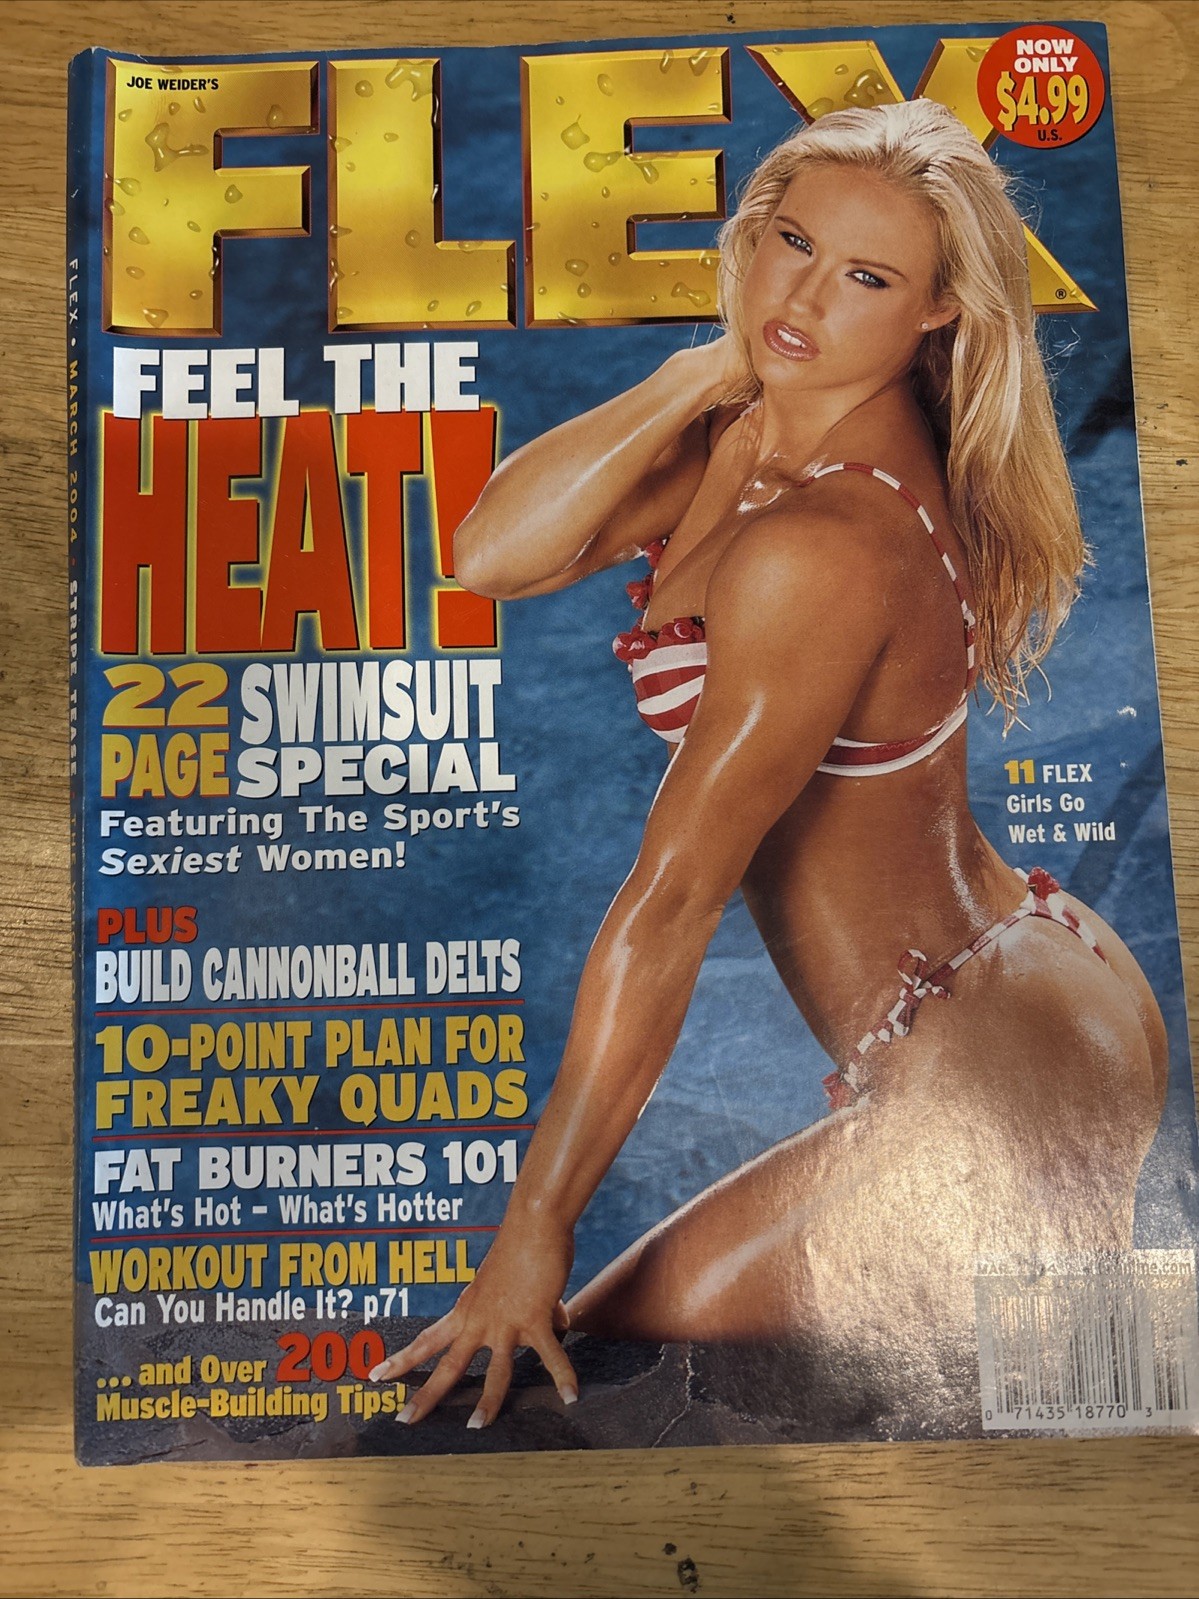 JOE WEIDER'S
FLEX
®
NOW
ONLY
$4.99
U.S.
FEEL THE
HEAT!
22
PAGE
SWIMSUIT
SPECIAL
Featuring The Sport's
Sexiest Women!
11 FLEX
Girls Go
Wet & Wild
PLUS
BUILD CANNONBALL DELTS
10-POINT PLAN FOR
FREAKY QUADS
FAT BURNERS 101
What's Hot – What's Hotter
WORKOUT FROM HELL
Can You Handle It? p71
...and Over 200
Muscle-Building Tips!
FLEX • MARCH 2004 • STRIPE TEASE
MAR
0 71435 18770 3